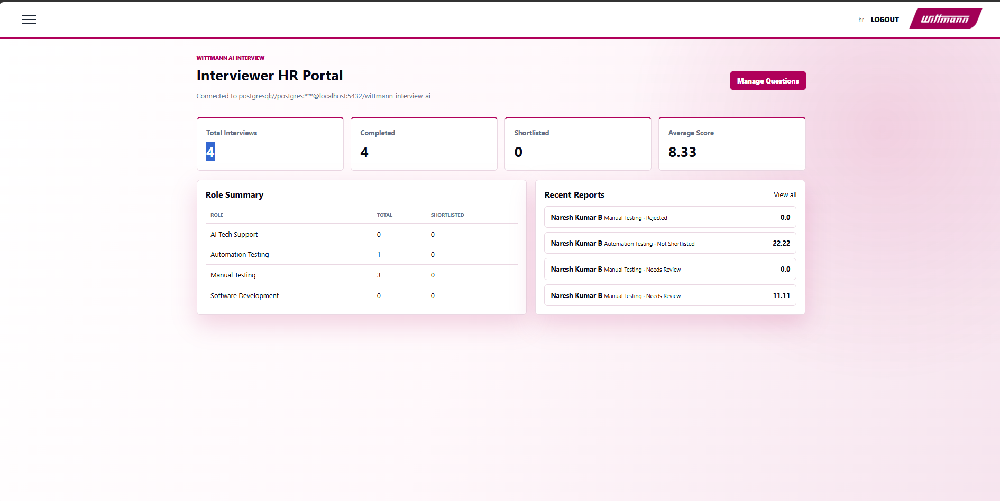 hr LOGOUT Wittmann
WITTMANN AI INTERVIEW
Interviewer HR Portal
Manage Questions
Connected to postgresql://postgres:***@localhost:5432/wittmann_interview_ai
Total Interviews
4
Completed
4
Shortlisted
0
Average Score
8.33
Role Summary
ROLE TOTAL SHORTLISTED
AI Tech Support 0 0
Automation Testing 1 0
Manual Testing 3 0
Software Development 0 0
Recent Reports View all
Naresh Kumar B Manual Testing · Rejected 0.0
Naresh Kumar B Automation Testing · Not Shortlisted 22.22
Naresh Kumar B Manual Testing · Needs Review 0.0
Naresh Kumar B Manual Testing · Needs Review 11.11